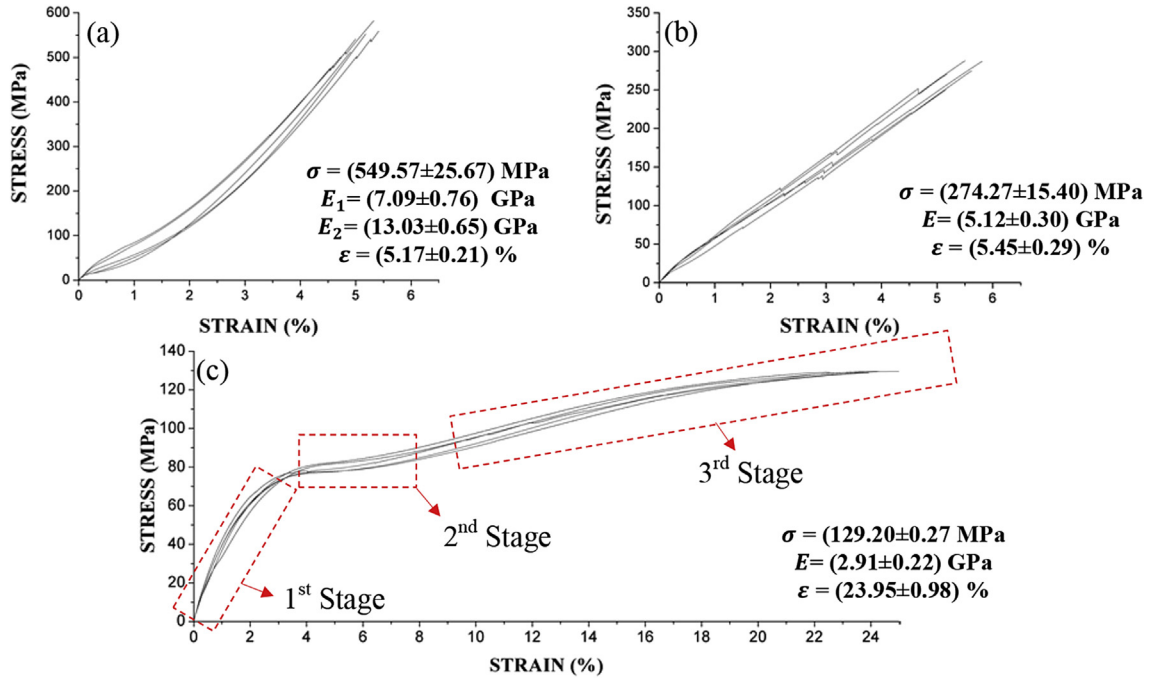 (a)
600
500
400
300
200
100
0
0 1 2 3 4 5 6
STRESS (MPa)
STRAIN (%)
σ = (549.57±25.67) MPa
E₁= (7.09±0.76) GPa
E₂= (13.03±0.65) GPa
ε = (5.17±0.21) %
(b)
350
300
250
200
150
100
50
0
0 1 2 3 4 5 6
STRESS (MPa)
STRAIN (%)
σ = (274.27±15.40) MPa
E= (5.12±0.30) GPa
ε = (5.45±0.29) %
(c)
140
120
100
80
60
40
20
0
0 2 4 6 8 10 12 14 16 18 20 22 24
STRESS (MPa)
STRAIN (%)
1st Stage
2nd Stage
3rd Stage
σ = (129.20±0.27 MPa
E= (2.91±0.22) GPa
ε = (23.95±0.98) %